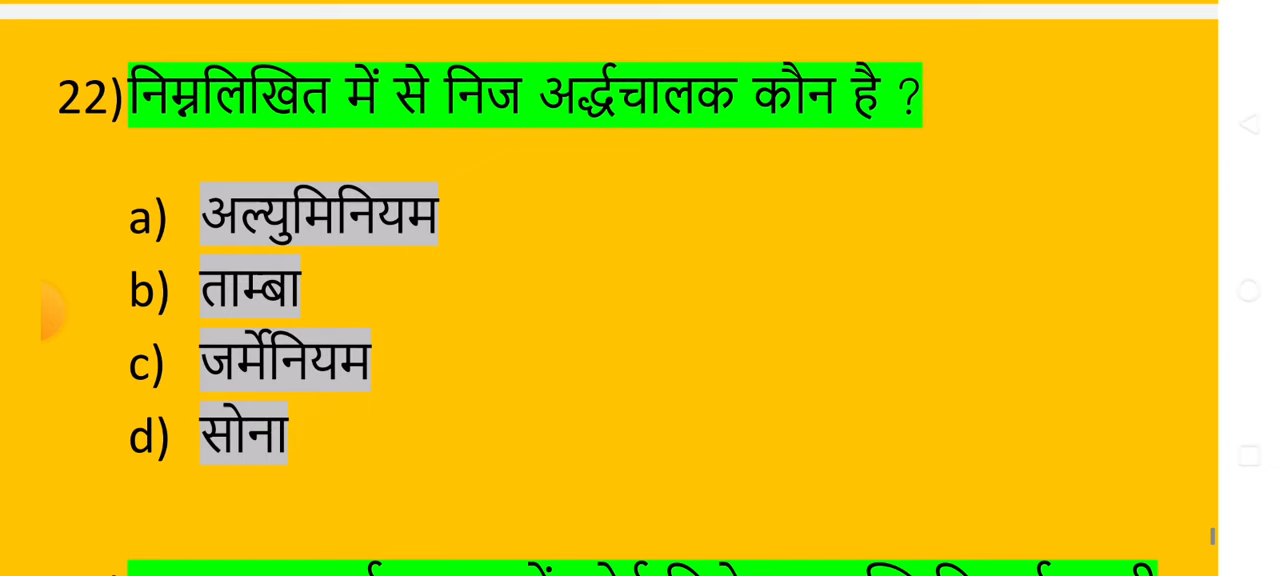 22) निम्नलिखित में से निज अर्द्धचालक कौन है ?
a) अल्युमिनियम
b) ताम्बा
c) जर्मेनियम
d) सोना